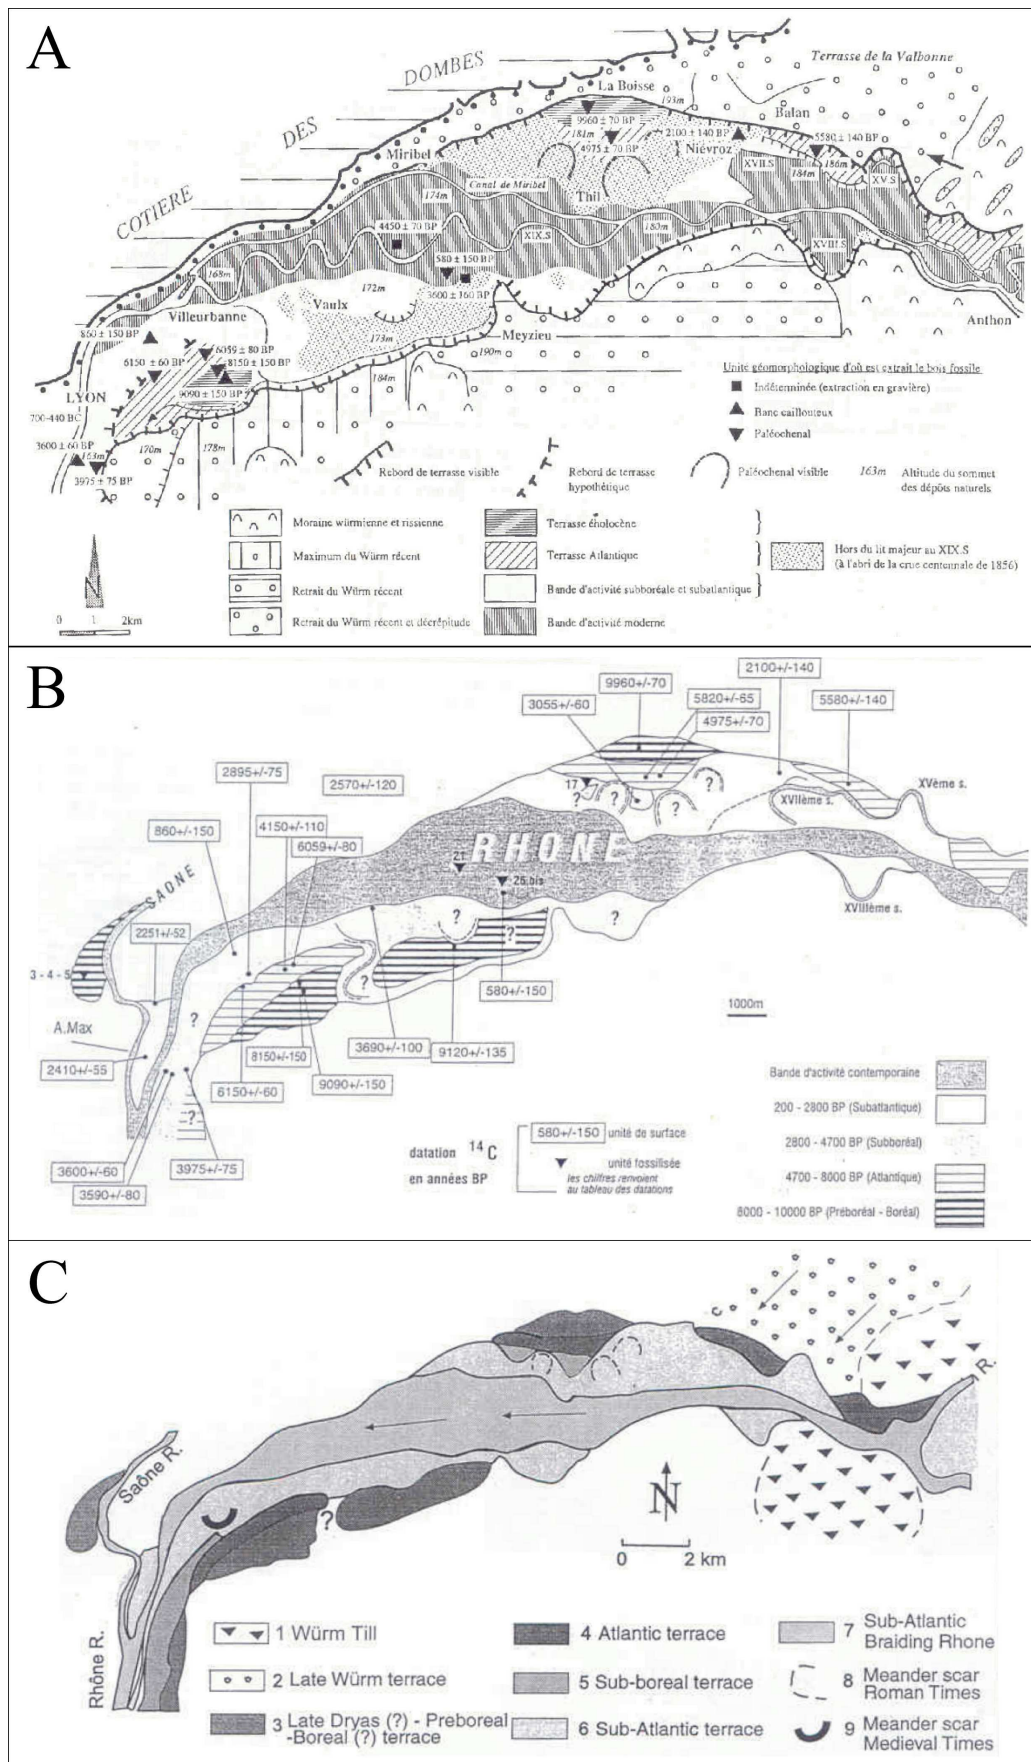 A
COTIERE
DES
DOMBES
Terrasse de la Valbonne
La Boisse
193m
Balan
9960 ± 70 BP
181m
4975 ± 70 BP
2100 ± 140 BP
5580 ± 140 BP
Niévroz
186m
184m
XVII.S
XV.S
Miribel
Canal de Miribel
174m
Thil
4450 ± 70 BP
XIX.S
180m
XVIII.S
580 ± 150 BP
168m
172m
3600 ± 160 BP
Vaulx
Villeurbanne
173m
Meyzieu
Anthon
860 ± 150 BP
6059 ± 80 BP
6150 ± 60 BP
8150 ± 150 BP
190m
184m
9090 ± 150 BP
LYON
700-440 BC
3600 ± 60 BP
163m
170m
178m
3975 ± 75 BP
Unité géomorphologique d'où est extrait le bois fossile
Indéterminée (extraction en gravière)
Banc caillouteux
Paléochenal
Rebord de terrasse visible
Rebord de terrasse
hypothétique
Paléochenal visible
163m
Altitude du sommet
des dépôts naturels
Moraine würmienne et rissienne
Terrasse éholocène
Maximum du Würm récent
Terrasse Atlantique
Hors du lit majeur au XIX.S
(à l'abri de la crue centennale de 1856)
Retrait du Würm récent
Bande d'activité subboréale et subatlantique
Retrait du Würm récent et décrépitude
Bande d'activité moderne
N
0 1 2km
B
2100+/-140
9960+/-70
3055+/-60
5820+/-65
4975+/-70
5580+/-140
2895+/-75
2570+/-120
17
?
?
?
?
XVIIème s.
XVème s.
860+/-150
4150+/-110
6059+/-80
RHONE
21
26 bis
SAONE
XVIIIème s.
2251+/-52
?
?
?
?
3 - 4 - 5
?
580+/-150
1000m
A.Max
3690+/-100
9120+/-135
2410+/-55
8150+/-150
6150+/-60
9090+/-150
?
3600+/-60
3590+/-80
3975+/-75
datation 14 C
en années BP
580+/-150 unité de surface
unité fossilisée
les chiffres renvoient
au tableau des datations
Bande d'activité contemporaine
200 - 2800 BP (Subatlantique)
2800 - 4700 BP (Subboréal)
4700 - 8000 BP (Atlantique)
8000 - 10000 BP (Préboréal - Boréal)
C
R.
Saône R.
?
N
0 2 km
Rhône R.
1 Würm Till
2 Late Würm terrace
3 Late Dryas (?) - Preboreal
-Boreal (?) terrace
4 Atlantic terrace
5 Sub-boreal terrace
6 Sub-Atlantic terrace
7 Sub-Atlantic
Braiding Rhone
8 Meander scar
Roman Times
9 Meander scar
Medieval Times